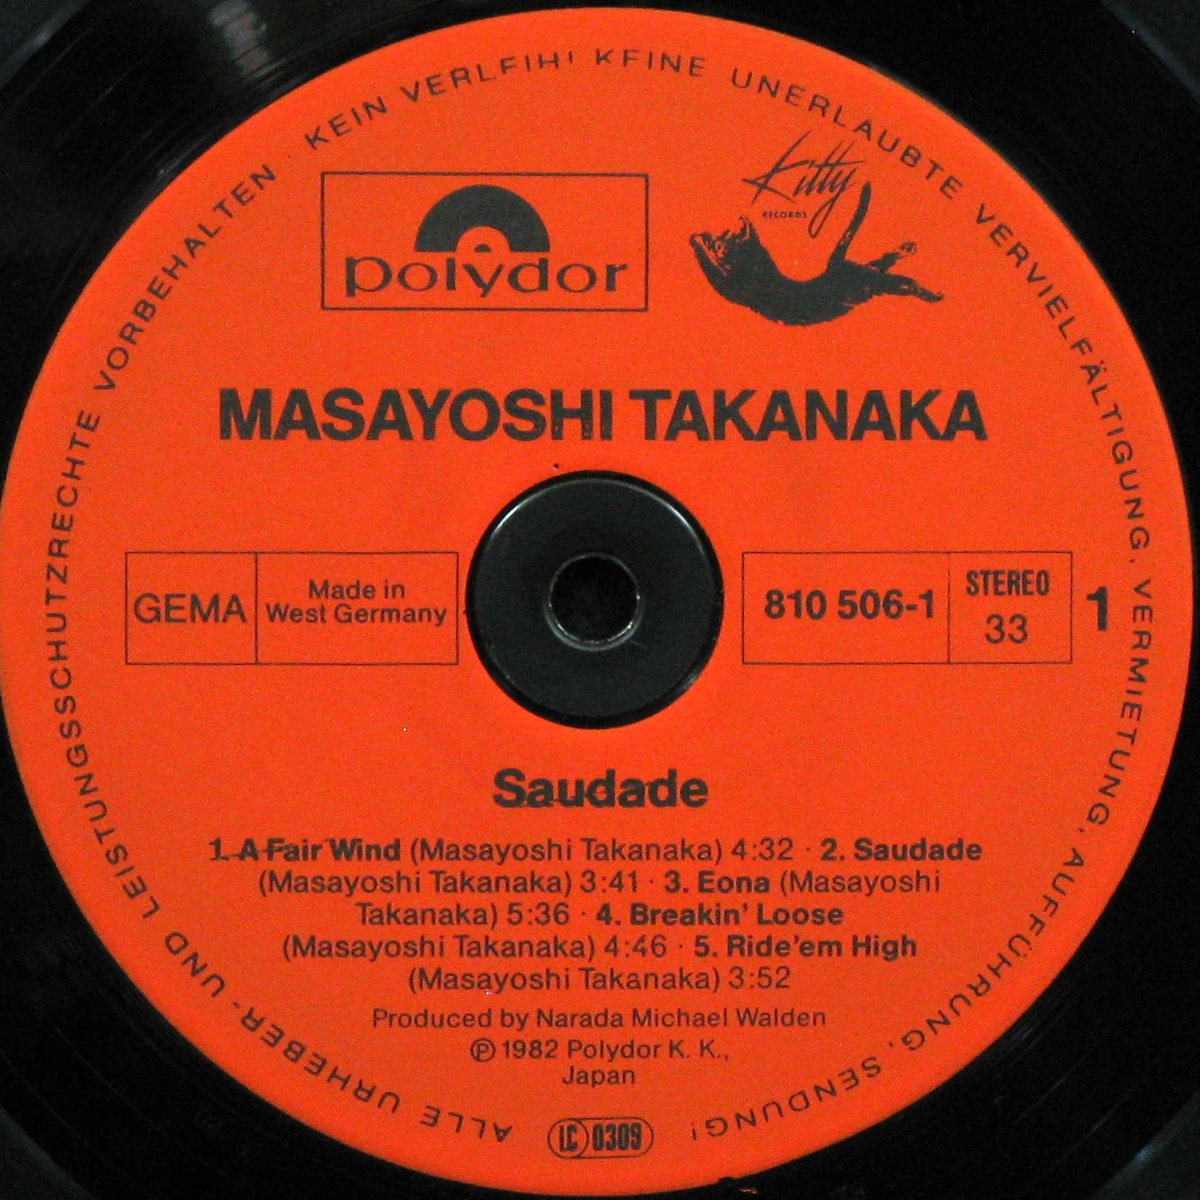 ALLE URHEBER- UND LEISTUNGSSCHUTZRECHTE VORBEHALTEN KEIN VERLEIH! KEINE UNERLAUBTE VERVIELFÄLTIGUNG, VERMIETUNG, AUFFÜHRUNG, SENDUNG!
polydor
Kitty
RECORDS
MASAYOSHI TAKANAKA
GEMA
Made in
West Germany
810 506-1
STEREO
33
1
Saudade
1. A Fair Wind (Masayoshi Takanaka) 4:32 · 2. Saudade
(Masayoshi Takanaka) 3:41 · 3. Eona (Masayoshi
Takanaka) 5:36 · 4. Breakin' Loose
(Masayoshi Takanaka) 4:46 · 5. Ride'em High
(Masayoshi Takanaka) 3:52
Produced by Narada Michael Walden
℗ 1982 Polydor K. K.,
Japan
LC 0309